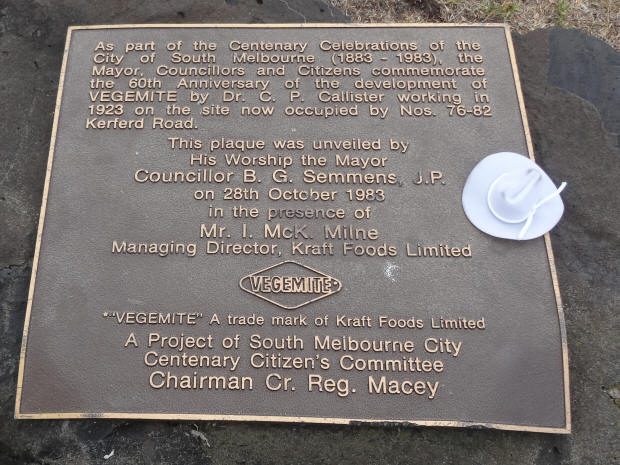 As part of the Centenary Celebrations of the
City of South Melbourne (1883 - 1983), the
Mayor, Councillors and Citizens commemorate
the 60th Anniversary of the development of
VEGEMITE by Dr. C. P. Callister working in
1923 on the site now occupied by Nos. 76-82
Kerferd Road.
This plaque was unveiled by
His Worship the Mayor
Councillor B. G. Semmens, J.P.
on 28th October 1983
in the presence of
Mr. I. McK. Milne
Managing Director, Kraft Foods Limited
VEGEMITE*
*"VEGEMITE" A trade mark of Kraft Foods Limited
A Project of South Melbourne City
Centenary Citizen's Committee
Chairman Cr. Reg. Macey